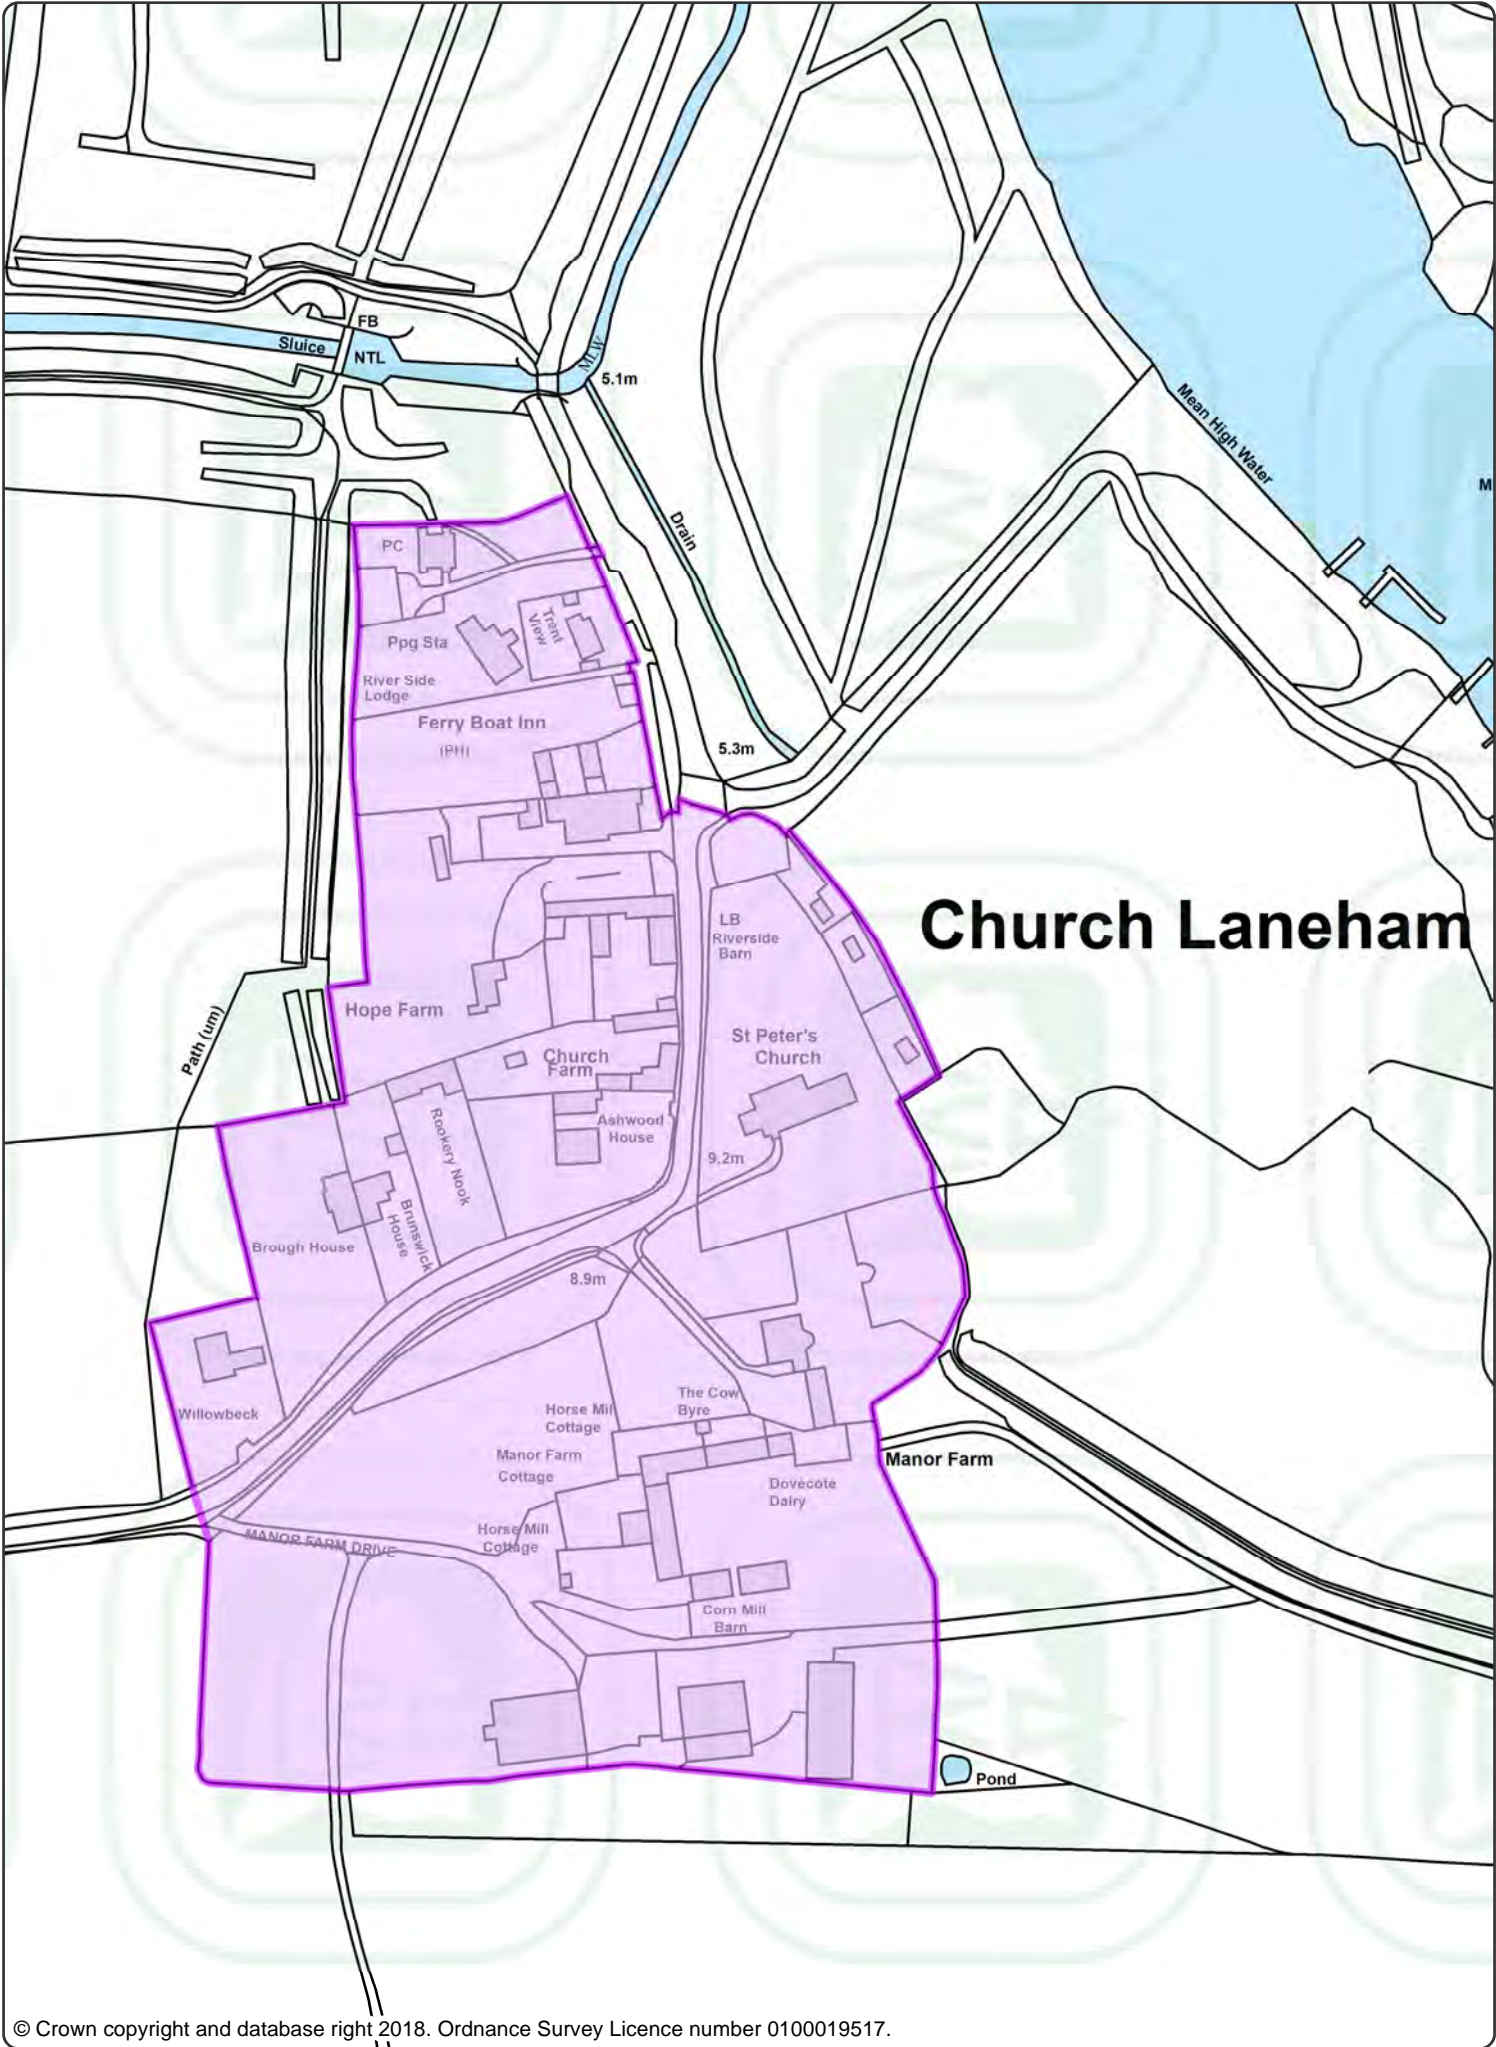 FB
Sluice
NTL
MLW
5.1m
Mean High Water
M
Drain
PC
Trent
View
Ppg Sta
River Side
Lodge
Ferry Boat Inn
(PH)
5.3m
Church Laneham
LB
Riverside
Barn
Hope Farm
Path (um)
St Peter's
Church
Church
Farm
Ashwood
House
Rookery Nook
9.2m
Brunswick
House
Brough House
8.9m
Willowbeck
The Cow
Byre
Horse Mil
Cottage
Manor Farm
Cottage
Manor Farm
Dovecote
Dairy
Horse Mill
Cottage
MANOR FARM DRIVE
Corn Mill
Barn
Pond
© Crown copyright and database right 2018. Ordnance Survey Licence number 0100019517.